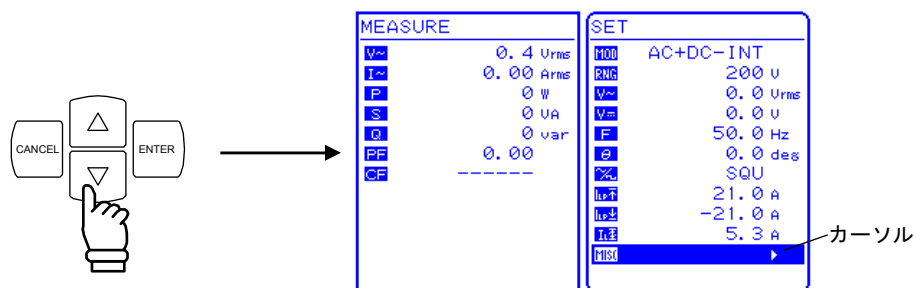 CANCEL
ENTER
MEASURE
V~ 0.4 Vrms
I~ 0.00 Arms
P 0 W
S 0 VA
Q 0 var
PF 0.00
CF ------
SET
MOD AC+DC-INT
RNG 200 V
V~ 0.0 Vrms
V⎓ 0.0 V
F 50.0 Hz
θ 0.0 deg
SQU
21.0 A
-21.0 A
5.3 A
MISC
カーソル